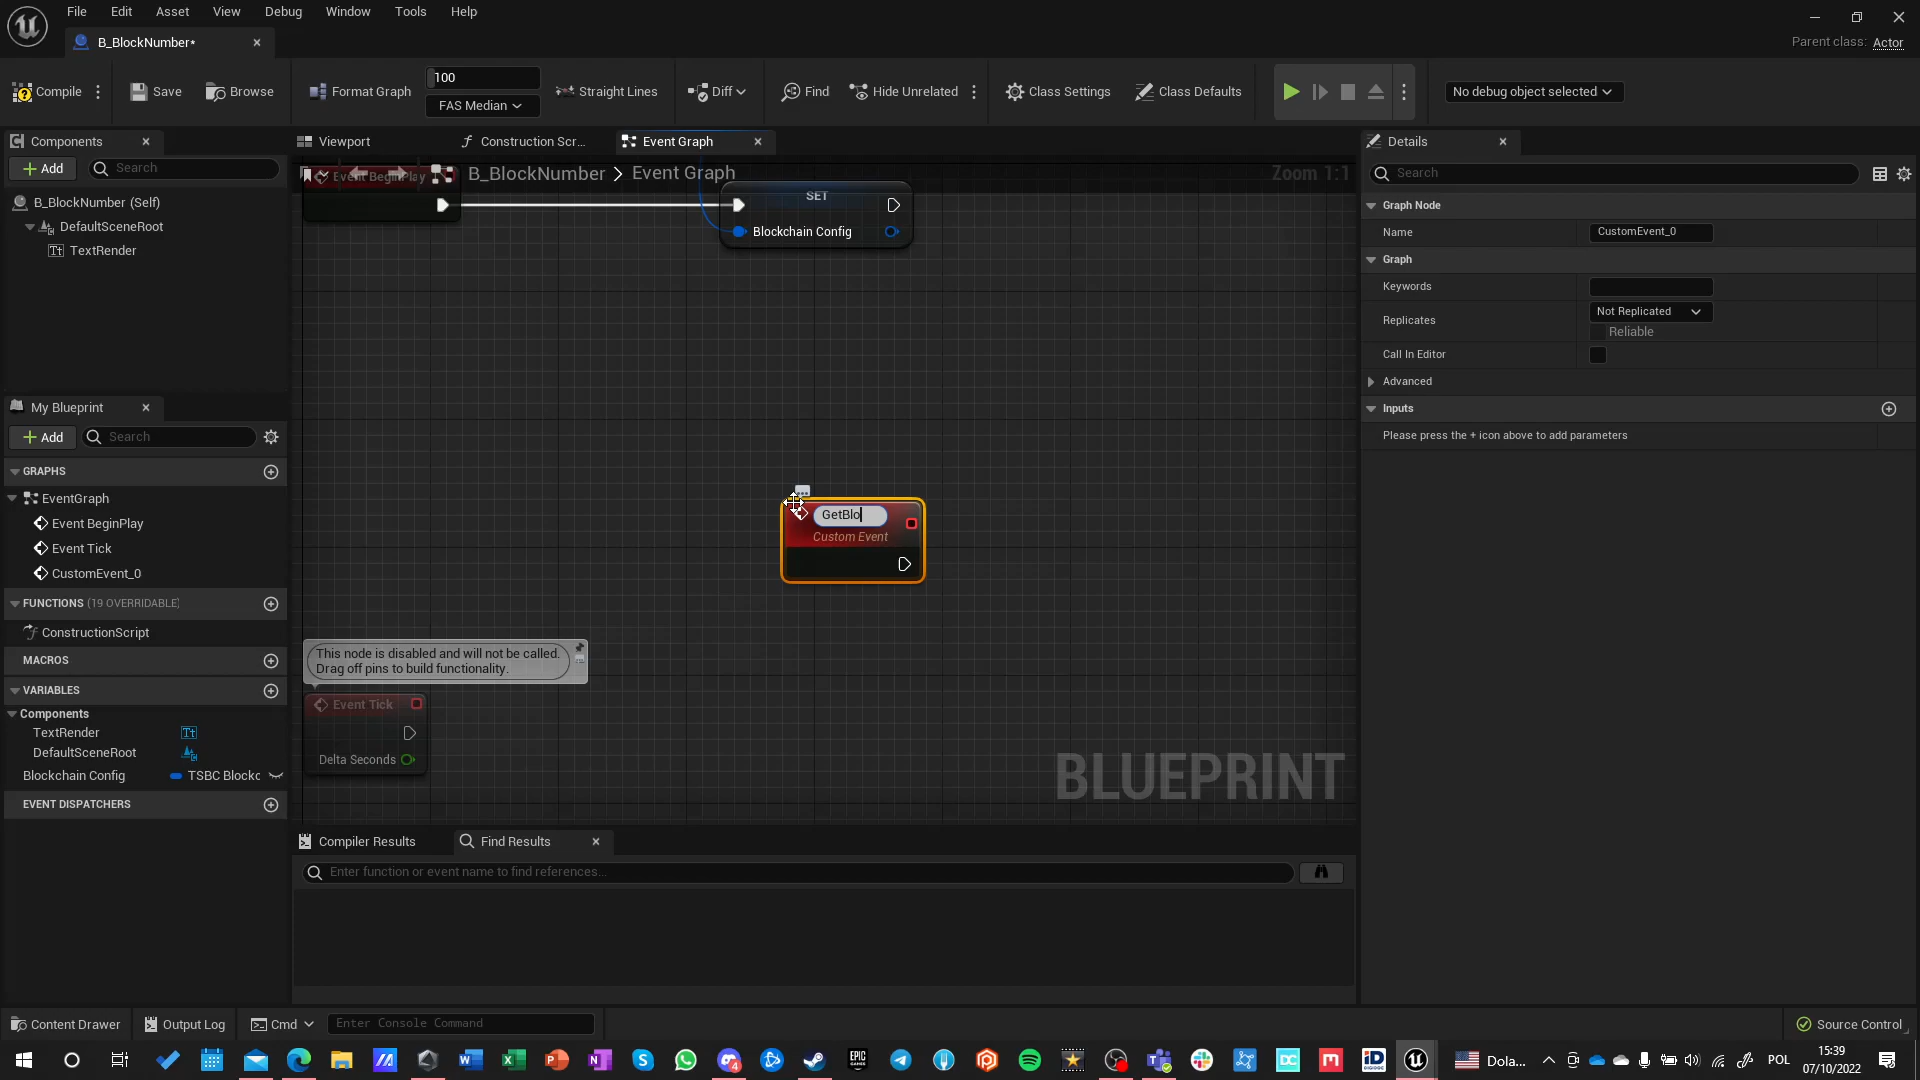 File Edit Asset View Debug Window Tools Help
B_BlockNumber*
Parent class: Actor
Compile
Save
Browse
Format Graph
100
FAS Median
Straight Lines
Diff
Find
Hide Unrelated
Class Settings
Class Defaults
No debug object selected
Components
Add
Search
B_BlockNumber (Self)
DefaultSceneRoot
TextRender
Viewport
Construction Scr...
Event Graph
B_BlockNumber > Event Graph
Zoom 1:1
Event BeginPlay
SET
Blockchain Config
GetBlo
Custom Event
This node is disabled and will not be called.
Drag off pins to build functionality.
Event Tick
Delta Seconds
BLUEPRINT
My Blueprint
Add
Search
GRAPHS
EventGraph
Event BeginPlay
Event Tick
CustomEvent_0
FUNCTIONS (19 OVERRIDABLE)
ConstructionScript
MACROS
VARIABLES
Components
TextRender
DefaultSceneRoot
Blockchain Config TSBC Blockc
EVENT DISPATCHERS
Compiler Results
Find Results
Enter function or event name to find references...
Details
Search
Graph Node
Name CustomEvent_0
Graph
Keywords
Replicates Not Replicated
Reliable
Call In Editor
Advanced
Inputs
Please press the + icon above to add parameters
Content Drawer
Output Log
Cmd
Enter Console Command
Source Control
Dola...
POL
15:39
07/10/2022